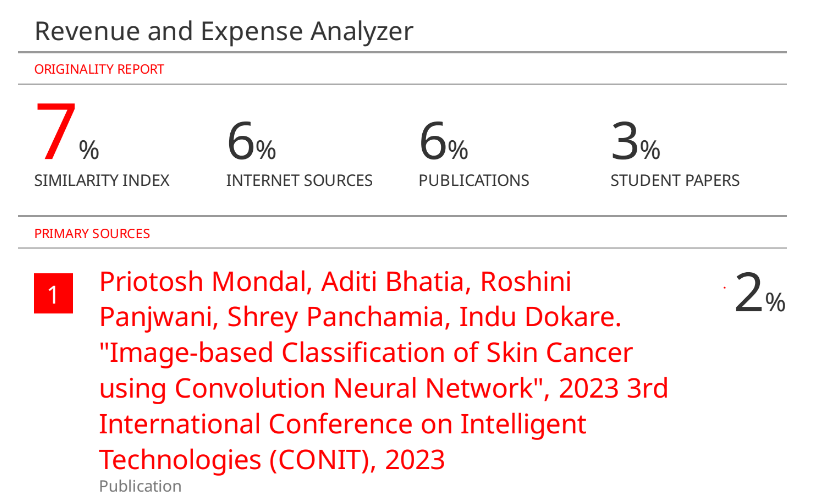 Revenue and Expense Analyzer
ORIGINALITY REPORT
7% 6% 6% 3%
SIMILARITY INDEX INTERNET SOURCES PUBLICATIONS STUDENT PAPERS
PRIMARY SOURCES
1 Priotosh Mondal, Aditi Bhatia, Roshini 2%
Panjwani, Shrey Panchamia, Indu Dokare.
"Image-based Classification of Skin Cancer
using Convolution Neural Network", 2023 3rd
International Conference on Intelligent
Technologies (CONIT), 2023
Publication